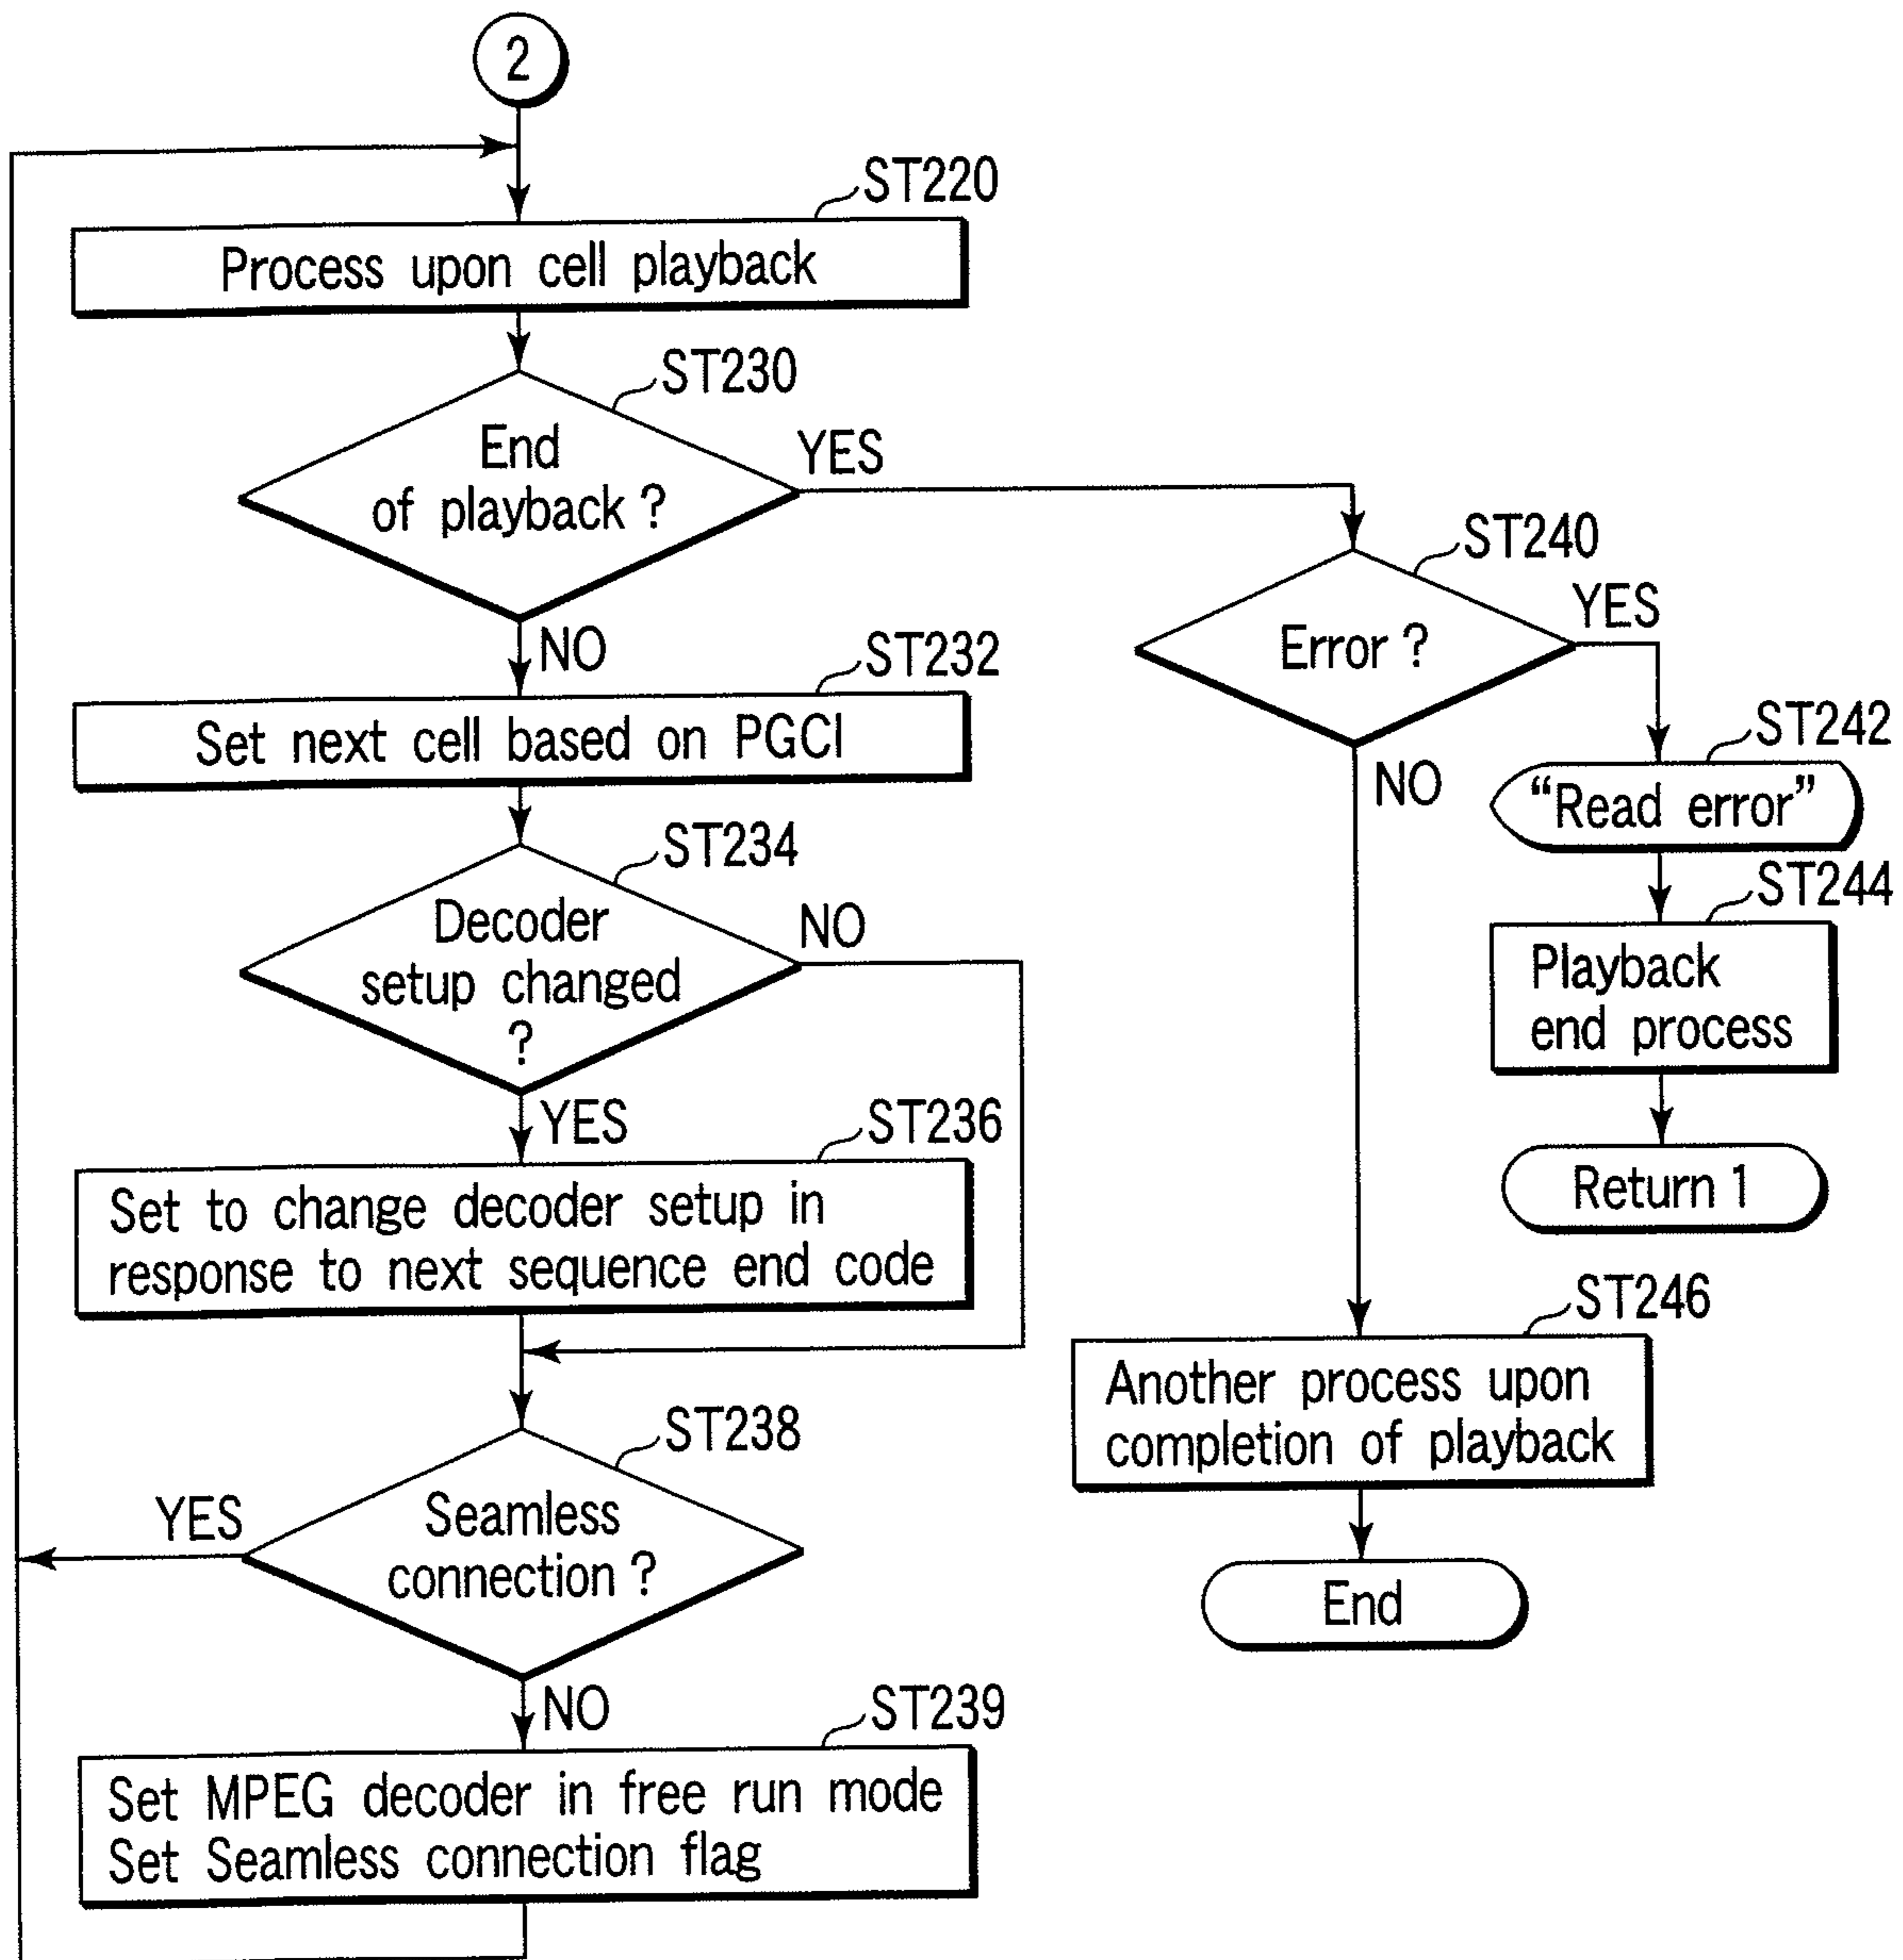 2
ST220
Process upon cell playback
ST230
End
of playback ?
YES
NO
ST232
Set next cell based on PGCI
ST234
Decoder
setup changed
?
NO
YES
ST236
Set to change decoder setup in
response to next sequence end code
ST238
Seamless
connection ?
YES
NO
ST239
Set MPEG decoder in free run mode
Set Seamless connection flag
ST240
Error ?
YES
NO
ST242
“Read error”
ST244
Playback
end process
Return 1
ST246
Another process upon
completion of playback
End